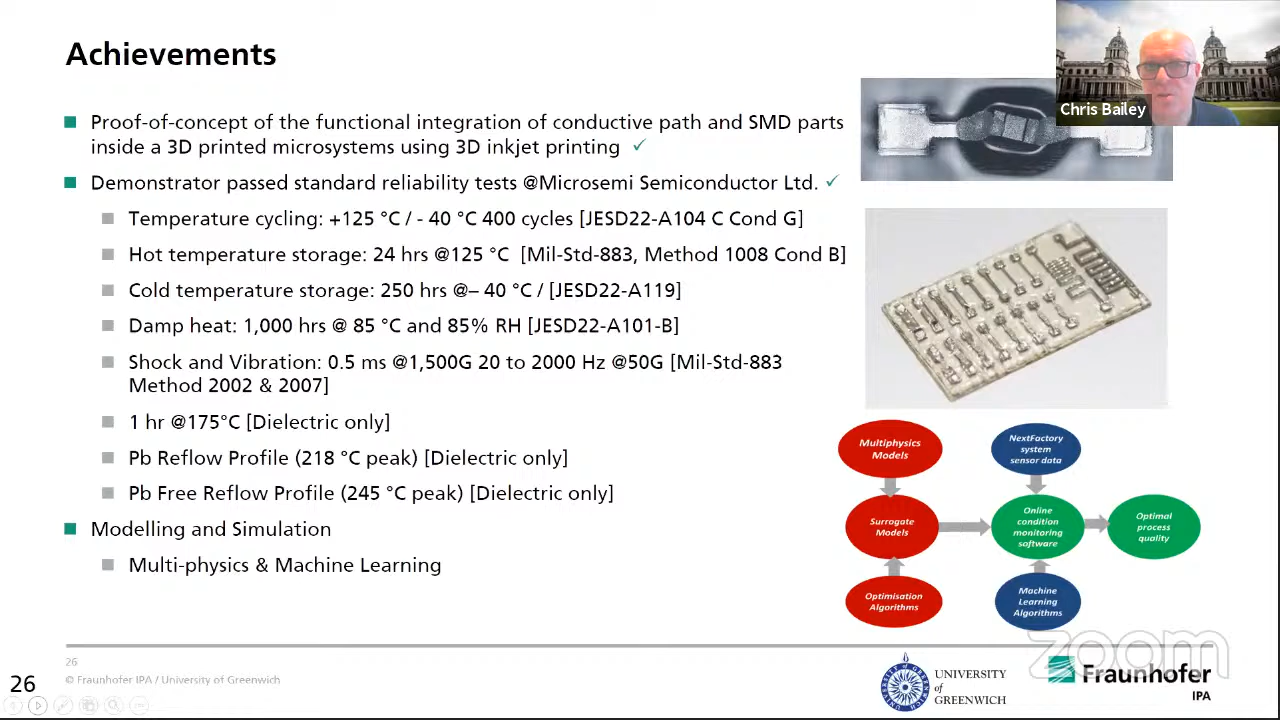 Achievements
Chris Bailey
Proof-of-concept of the functional integration of conductive path and SMD parts
inside a 3D printed microsystems using 3D inkjet printing ✓
Demonstrator passed standard reliability tests @Microsemi Semiconductor Ltd. ✓
Temperature cycling: +125 °C / - 40 °C 400 cycles [JESD22-A104 C Cond G]
Hot temperature storage: 24 hrs @125 °C [Mil-Std-883, Method 1008 Cond B]
Cold temperature storage: 250 hrs @– 40 °C / [JESD22-A119]
Damp heat: 1,000 hrs @ 85 °C and 85% RH [JESD22-A101-B]
Shock and Vibration: 0.5 ms @1,500G 20 to 2000 Hz @50G [Mil-Std-883
Method 2002 & 2007]
1 hr @175°C [Dielectric only]
Pb Reflow Profile (218 °C peak) [Dielectric only]
Pb Free Reflow Profile (245 °C peak) [Dielectric only]
Modelling and Simulation
Multi-physics & Machine Learning
Multiphysics
Models
NextFactory
system
sensor data
Surrogate
Models
Online
condition
monitoring
software
Optimal
process
quality
Optimisation
Algorithms
Machine
Learning
Algorithms
zoom
26
© Fraunhofer IPA / University of Greenwich
26
UNIVERSITY
of
GREENWICH
Fraunhofer
IPA